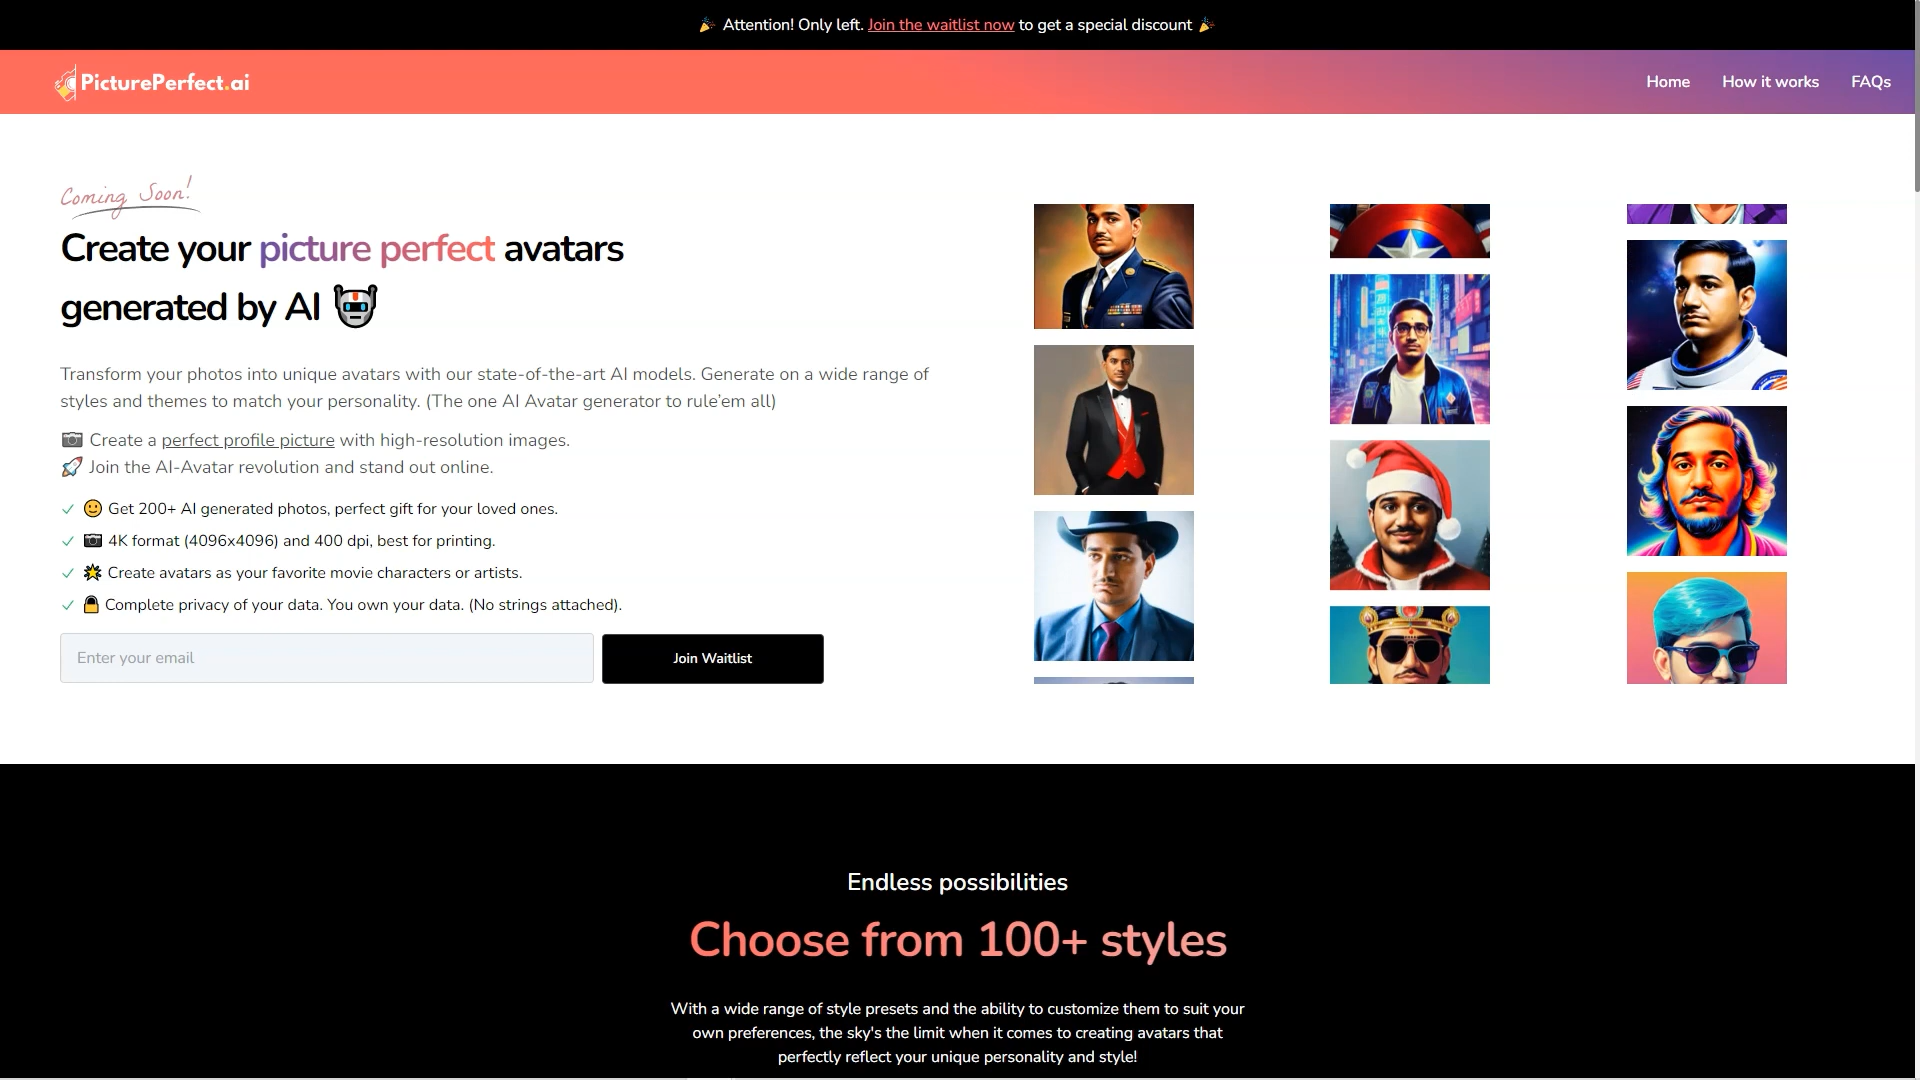 🎉 Attention! Only left. Join the waitlist now to get a special discount 🎉
PicturePerfect.ai
Home
How it works
FAQs
Coming Soon!
Create your picture perfect avatars
generated by AI 🤖
Transform your photos into unique avatars with our state-of-the-art AI models. Generate on a wide range of
styles and themes to match your personality. (The one AI Avatar generator to rule’em all)
📷 Create a perfect profile picture with high-resolution images.
🚀 Join the AI-Avatar revolution and stand out online.
✓ 🙂 Get 200+ AI generated photos, perfect gift for your loved ones.
✓ 📷 4K format (4096x4096) and 400 dpi, best for printing.
✓ 🌟 Create avatars as your favorite movie characters or artists.
✓ 🔒 Complete privacy of your data. You own your data. (No strings attached).
Enter your email
Join Waitlist
Endless possibilities
Choose from 100+ styles
With a wide range of style presets and the ability to customize them to suit your
own preferences, the sky's the limit when it comes to creating avatars that
perfectly reflect your unique personality and style!